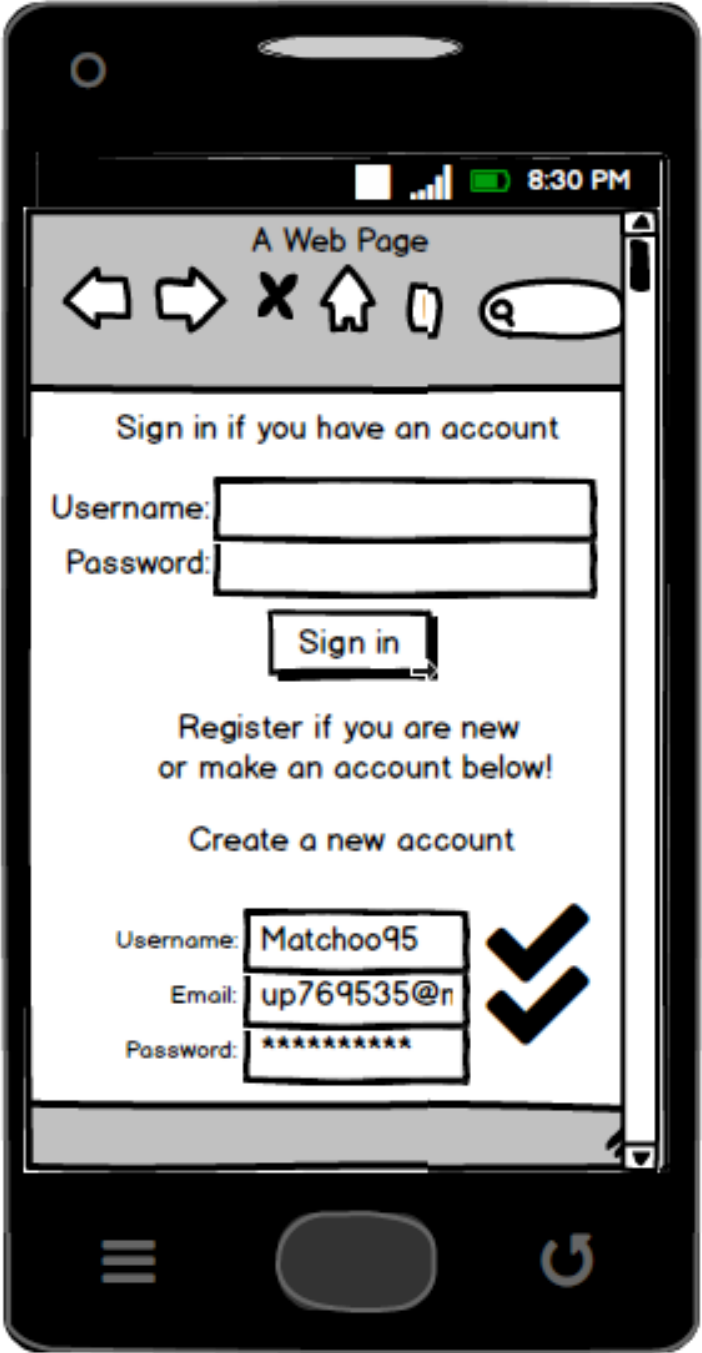 8:30 PM
A Web Page
Sign in if you have an account
Username:
Password:
Sign in
Register if you are new
or make an account below!
Create a new account
Username: Matchoo95
Email: up769535@n
Password: **********